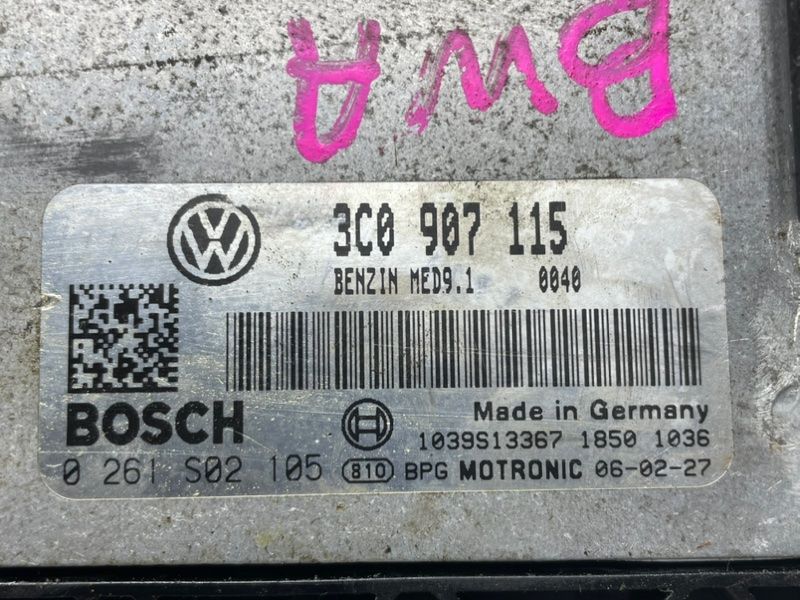 BWA
3C0 907 115
BENZIN MED9.1 0040
BOSCH
Made in Germany
1039S13367 1850 1036
0 261 S02 105 810 BPG MOTRONIC 06-02-27